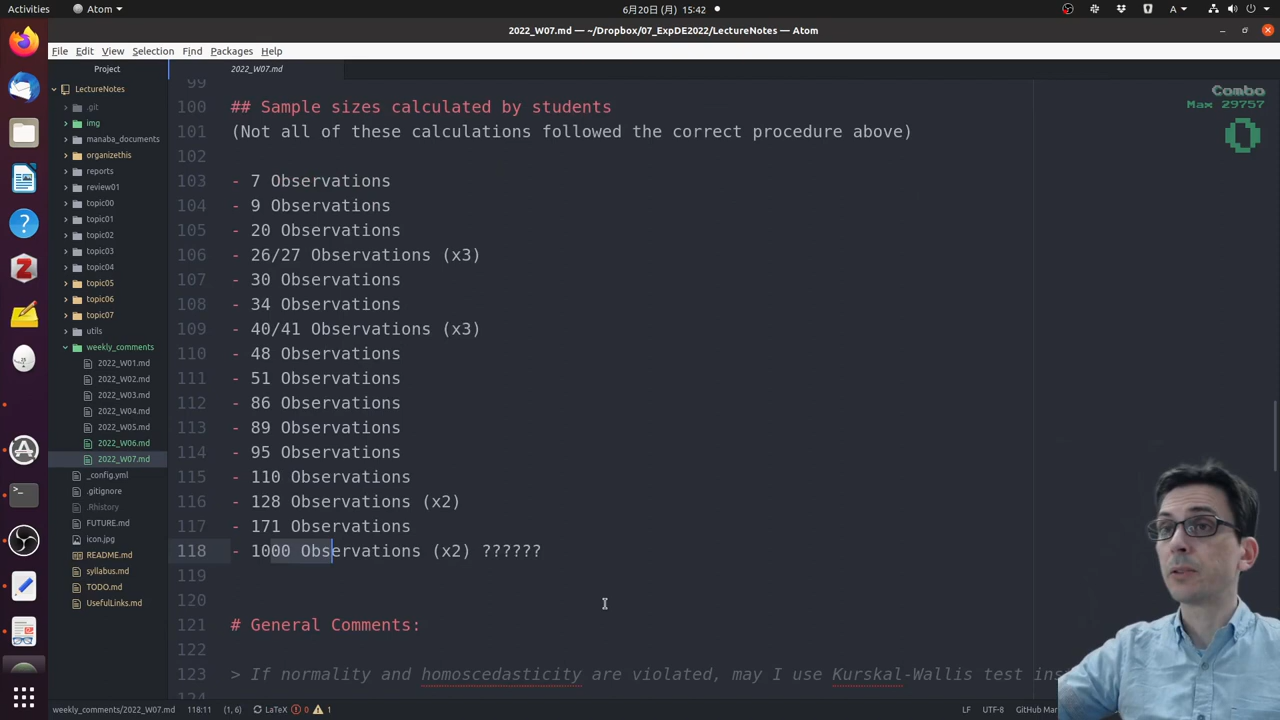 Activities
Atom
6月20日 (月) 15:42
A
2022_W07.md — ~/Dropbox/07_ExpDE2022/LectureNotes — Atom
File Edit View Selection Find Packages Help
Project
LectureNotes
.git
img
manaba_documents
organizethis
reports
review01
topic00
topic01
topic02
topic03
topic04
topic05
topic06
topic07
utils
weekly_comments
2022_W01.md
2022_W02.md
2022_W03.md
2022_W04.md
2022_W05.md
2022_W06.md
2022_W07.md
_config.yml
.gitignore
.Rhistory
FUTURE.md
icon.jpg
README.md
syllabus.md
TODO.md
UsefulLinks.md
2022_W07.md
Combo
Max 29757
0
99
100 ## Sample sizes calculated by students
101 (Not all of these calculations followed the correct procedure above)
102
103 - 7 Observations
104 - 9 Observations
105 - 20 Observations
106 - 26/27 Observations (x3)
107 - 30 Observations
108 - 34 Observations
109 - 40/41 Observations (x3)
110 - 48 Observations
111 - 51 Observations
112 - 86 Observations
113 - 89 Observations
114 - 95 Observations
115 - 110 Observations
116 - 128 Observations (x2)
117 - 171 Observations
118 - 1000 Observations (x2) ??????
119
120
121 # General Comments:
122
123 > If normality and homoscedasticity are violated, may I use Kurskal-Wallis test ins
124
weekly_comments/2022_W07.md 118:11 (1, 6) LaTeX 0 1 LF UTF-8 GitHub Mar